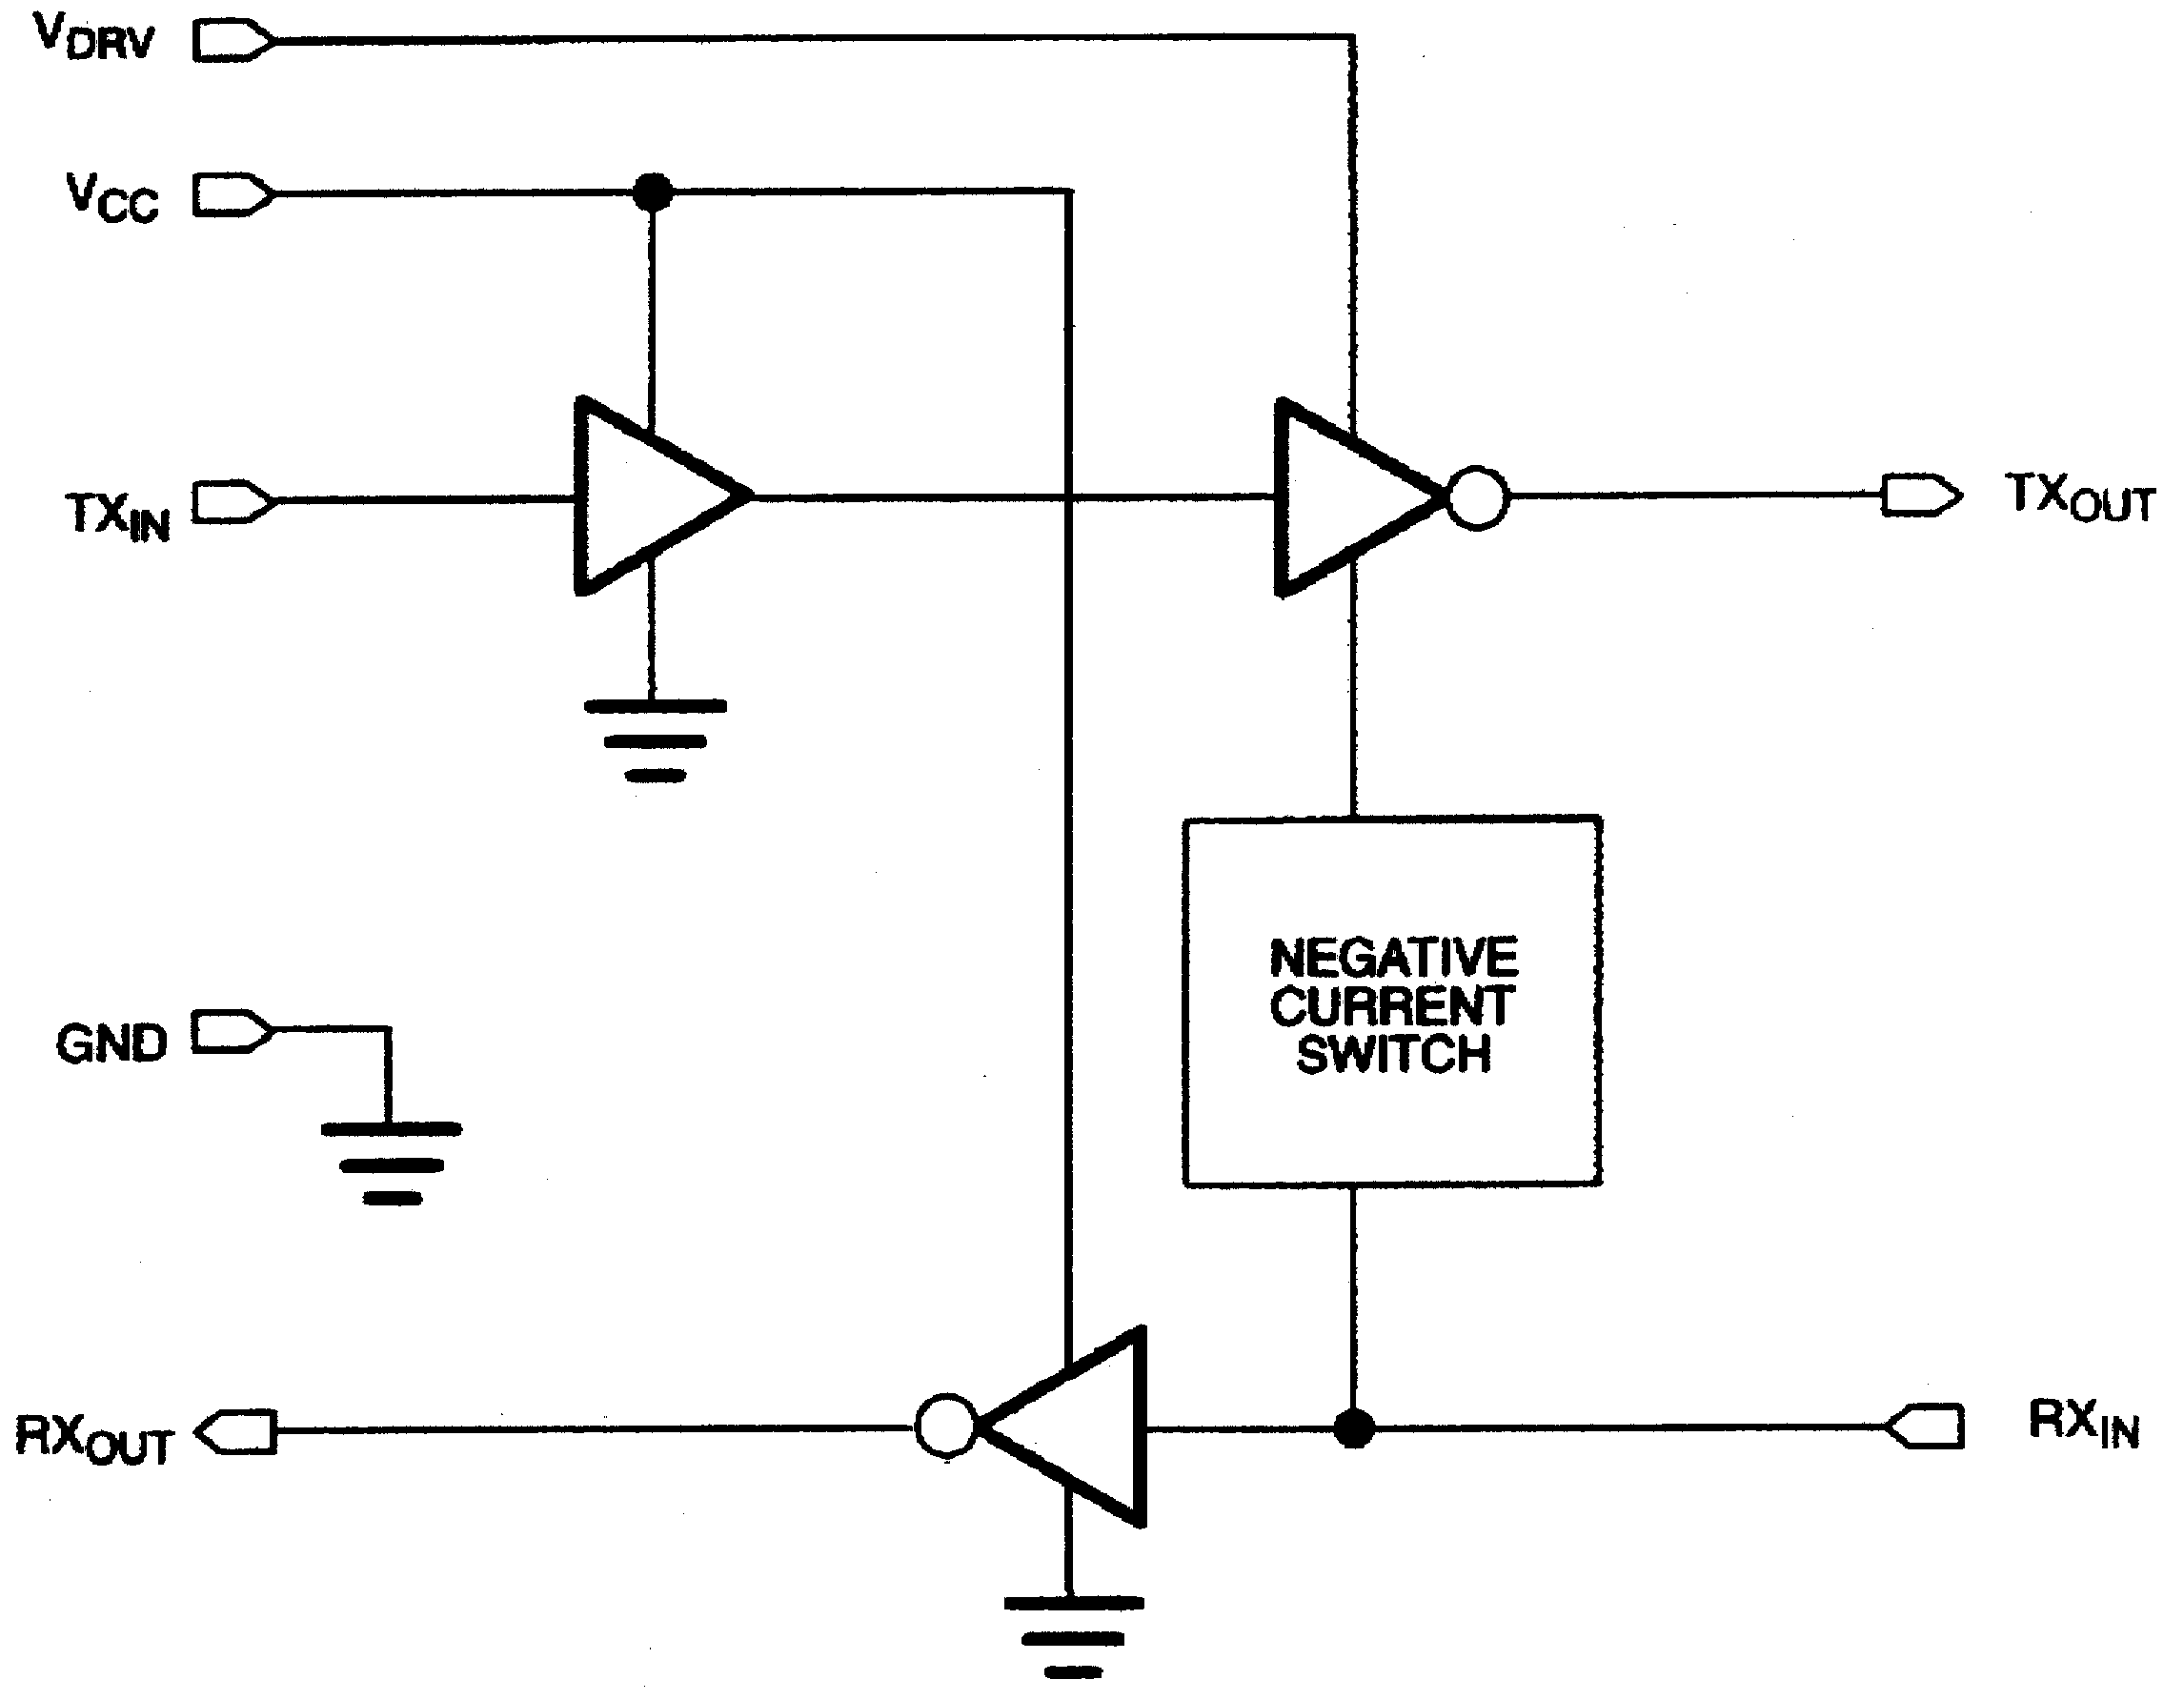 VDRV
VCC
TXIN
TXOUT
NEGATIVE
CURRENT
SWITCH
GND
RXOUT
RXIN